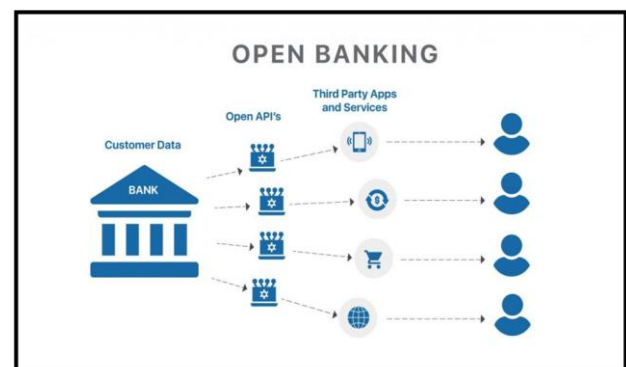 OPEN BANKING
Third Party Apps
and Services
Open API's
Customer Data
BANK